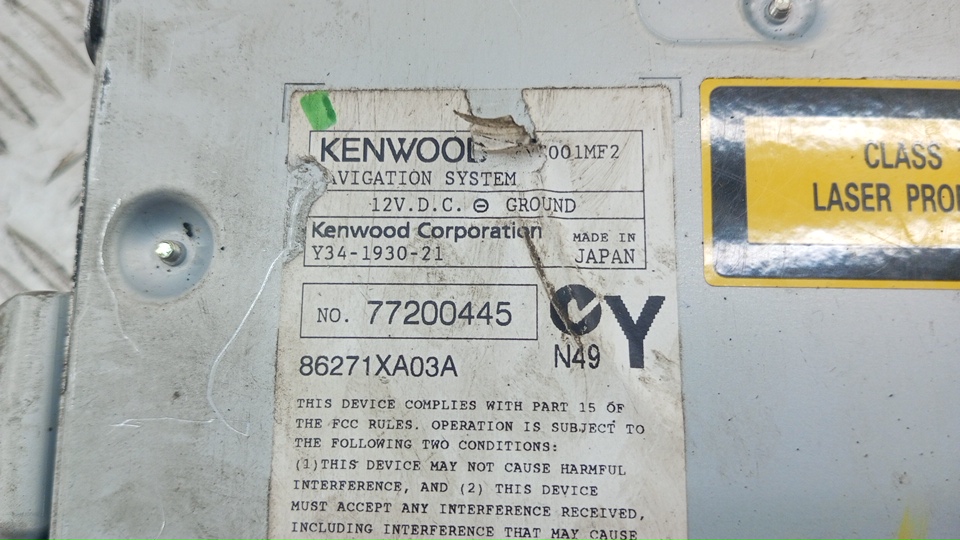 KENWOOD 001MF2
AVIGATION SYSTEM
12V.D.C. ⊖ GROUND
Kenwood Corporation
MADE IN
Y34-1930-21 JAPAN
NO. 77200445
N49
Y
86271XA03A
THIS DEVICE COMPLIES WITH PART 15 OF
THE FCC RULES. OPERATION IS SUBJECT TO
THE FOLLOWING TWO CONDITIONS:
(1)THIS DEVICE MAY NOT CAUSE HARMFUL
INTERFERENCE, AND (2) THIS DEVICE
MUST ACCEPT ANY INTERFERENCE RECEIVED,
INCLUDING INTERFERENCE THAT MAY CAUSE
CLASS
LASER PRO